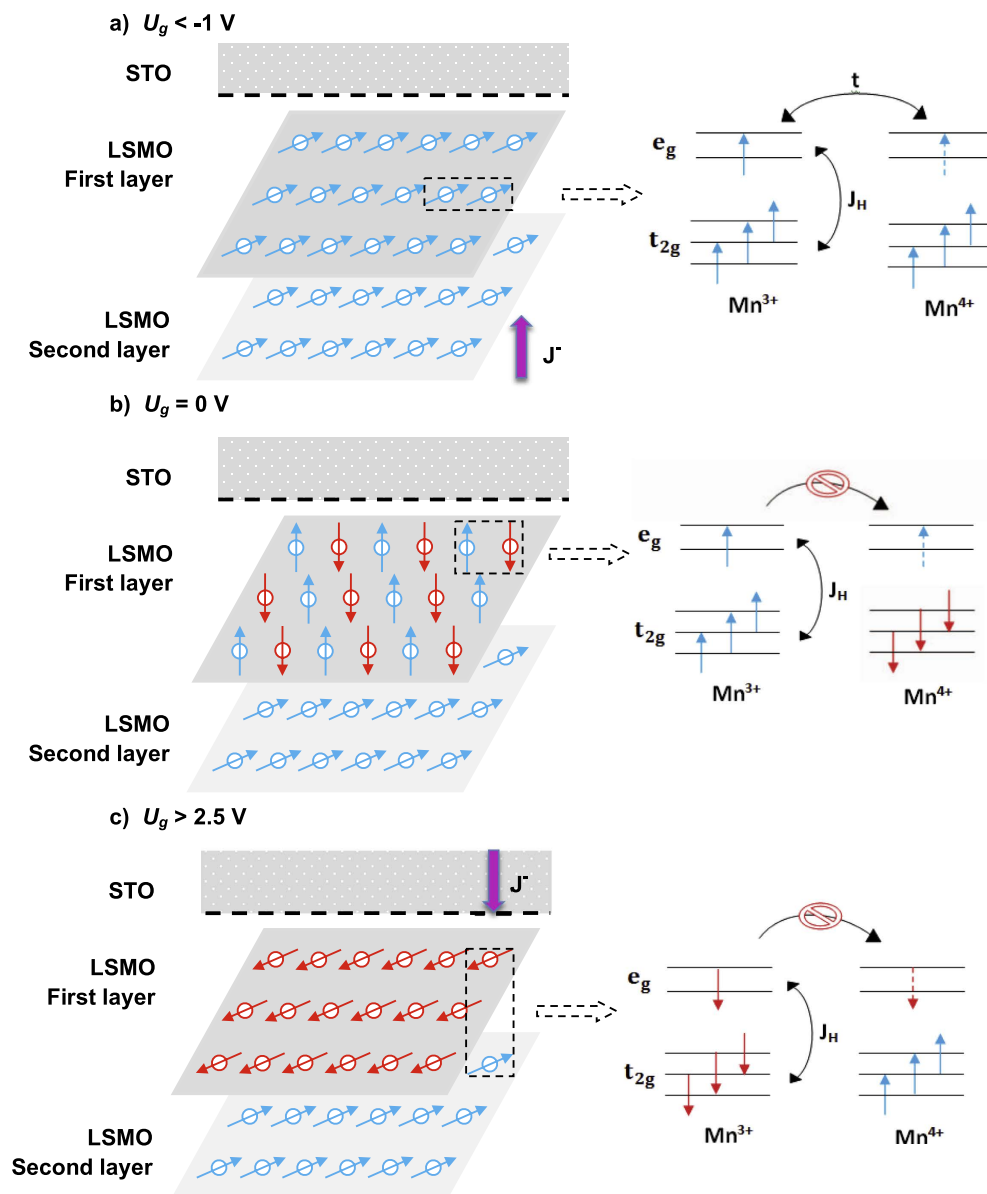 a) U_g < -1 V
STO
LSMO
First layer
LSMO
Second layer
J⁻
t
e_g
J_H
t_2g
Mn³⁺
Mn⁴⁺
b) U_g = 0 V
STO
LSMO
First layer
LSMO
Second layer
e_g
J_H
t_2g
Mn³⁺
Mn⁴⁺
c) U_g > 2.5 V
STO
J⁻
LSMO
First layer
LSMO
Second layer
e_g
J_H
t_2g
Mn³⁺
Mn⁴⁺